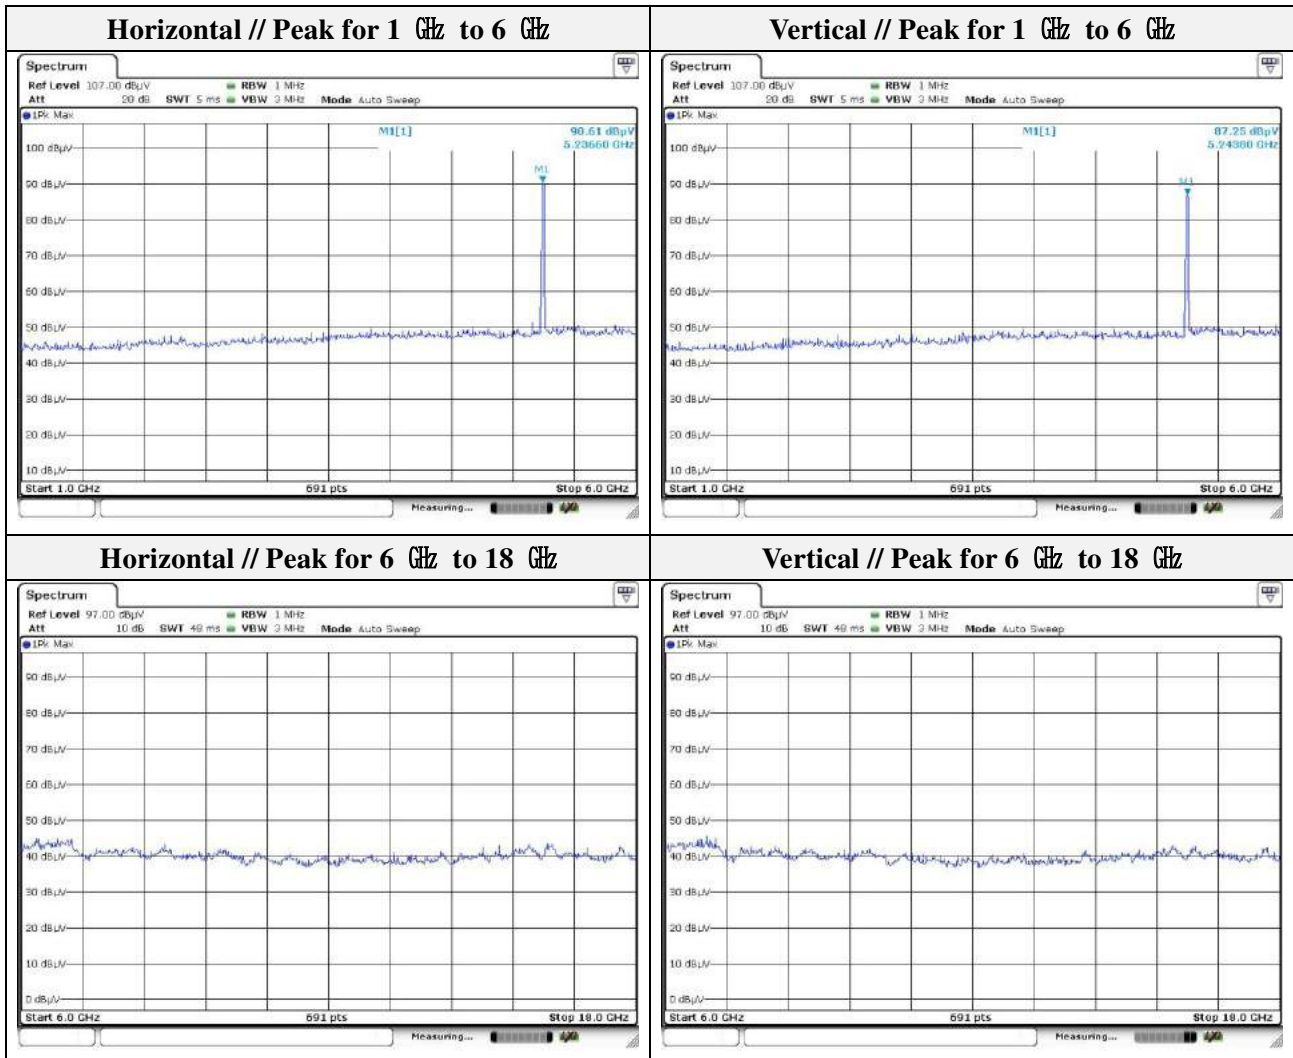 Horizontal // Peak for 1 ㎓ to 6 ㎓
Spectrum
Ref Level 107.00 dBµV RBW 1 MHz
Att 20 dB SWT 5 ms VBW 3 MHz Mode Auto Sweep
1Pk Max
M1[1] 90.61 dBµV
5.23660 GHz
M1
100 dBµV
90 dBµV
80 dBµV
70 dBµV
60 dBµV
50 dBµV
40 dBµV
30 dBµV
20 dBµV
10 dBµV
Start 1.0 GHz 691 pts Stop 6.0 GHz
Measuring...
Vertical // Peak for 1 ㎓ to 6 ㎓
Spectrum
Ref Level 107.00 dBµV RBW 1 MHz
Att 20 dB SWT 5 ms VBW 3 MHz Mode Auto Sweep
1Pk Max
M1[1] 87.25 dBµV
5.24380 GHz
M1
100 dBµV
90 dBµV
80 dBµV
70 dBµV
60 dBµV
50 dBµV
40 dBµV
30 dBµV
20 dBµV
10 dBµV
Start 1.0 GHz 691 pts Stop 6.0 GHz
Measuring...
Horizontal // Peak for 6 ㎓ to 18 ㎓
Spectrum
Ref Level 97.00 dBµV RBW 1 MHz
Att 10 dB SWT 48 ms VBW 3 MHz Mode Auto Sweep
1Pk Max
90 dBµV
80 dBµV
70 dBµV
60 dBµV
50 dBµV
40 dBµV
30 dBµV
20 dBµV
10 dBµV
0 dBµV
Start 6.0 GHz 691 pts Stop 18.0 GHz
Measuring...
Vertical // Peak for 6 ㎓ to 18 ㎓
Spectrum
Ref Level 97.00 dBµV RBW 1 MHz
Att 10 dB SWT 48 ms VBW 3 MHz Mode Auto Sweep
1Pk Max
90 dBµV
80 dBµV
70 dBµV
60 dBµV
50 dBµV
40 dBµV
30 dBµV
20 dBµV
10 dBµV
0 dBµV
Start 6.0 GHz 691 pts Stop 18.0 GHz
Measuring...